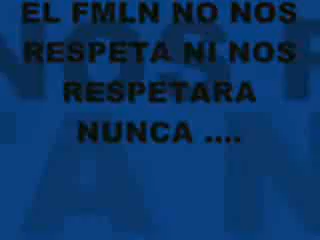 EL FMLN NO NOS
RESPETA NI NOS
RESPETARA
NUNCA ....